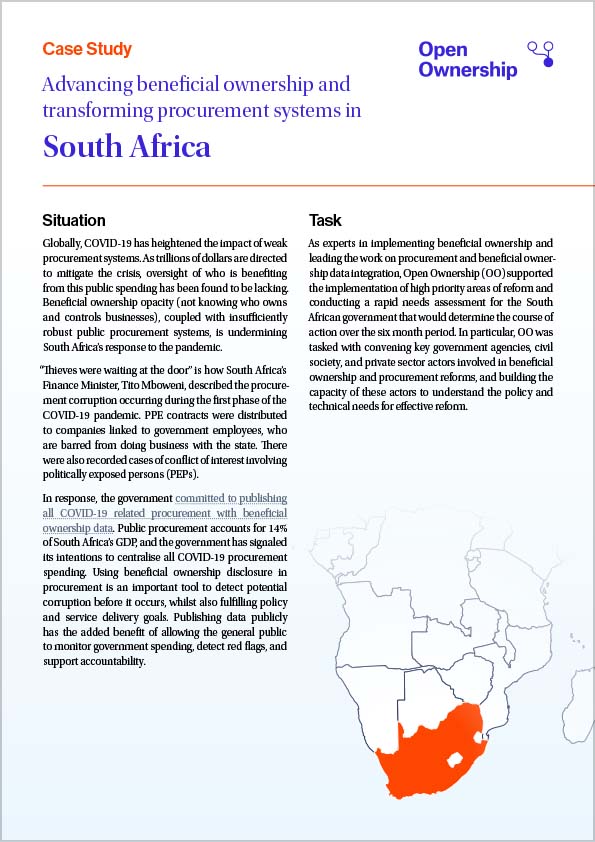 Case Study
Open
Ownership
Advancing beneficial ownership and
transforming procurement systems in
South Africa
Situation
Globally, COVID-19 has heightened the impact of weak
procurement systems. As trillions of dollars are directed
to mitigate the crisis, oversight of who is benefiting
from this public spending has been found to be lacking.
Beneficial ownership opacity (not knowing who owns
and controls businesses), coupled with insufficiently
robust public procurement systems, is undermining
South Africa's response to the pandemic.
“Thieves were waiting at the door” is how South Africa's
Finance Minister, Tito Mboweni, described the procure-
ment corruption occurring during the first phase of the
COVID-19 pandemic. PPE contracts were distributed
to companies linked to government employees, who
are barred from doing business with the state. There
were also recorded cases of conflict of interest involving
politically exposed persons (PEPs).
In response, the government committed to publishing
all COVID-19 related procurement with beneficial
ownership data. Public procurement accounts for 14%
of South Africa's GDP, and the government has signaled
its intentions to centralise all COVID-19 procurement
spending. Using beneficial ownership disclosure in
procurement is an important tool to detect potential
corruption before it occurs, whilst also fulfilling policy
and service delivery goals. Publishing data publicly
has the added benefit of allowing the general public
to monitor government spending, detect red flags, and
support accountability.
Task
As experts in implementing beneficial ownership and
leading the work on procurement and beneficial owner-
ship data integration, Open Ownership (OO) supported
the implementation of high priority areas of reform and
conducting a rapid needs assessment for the South
African government that would determine the course of
action over the six month period. In particular, OO was
tasked with convening key government agencies, civil
society, and private sector actors involved in beneficial
ownership and procurement reforms, and building the
capacity of these actors to understand the policy and
technical needs for effective reform.